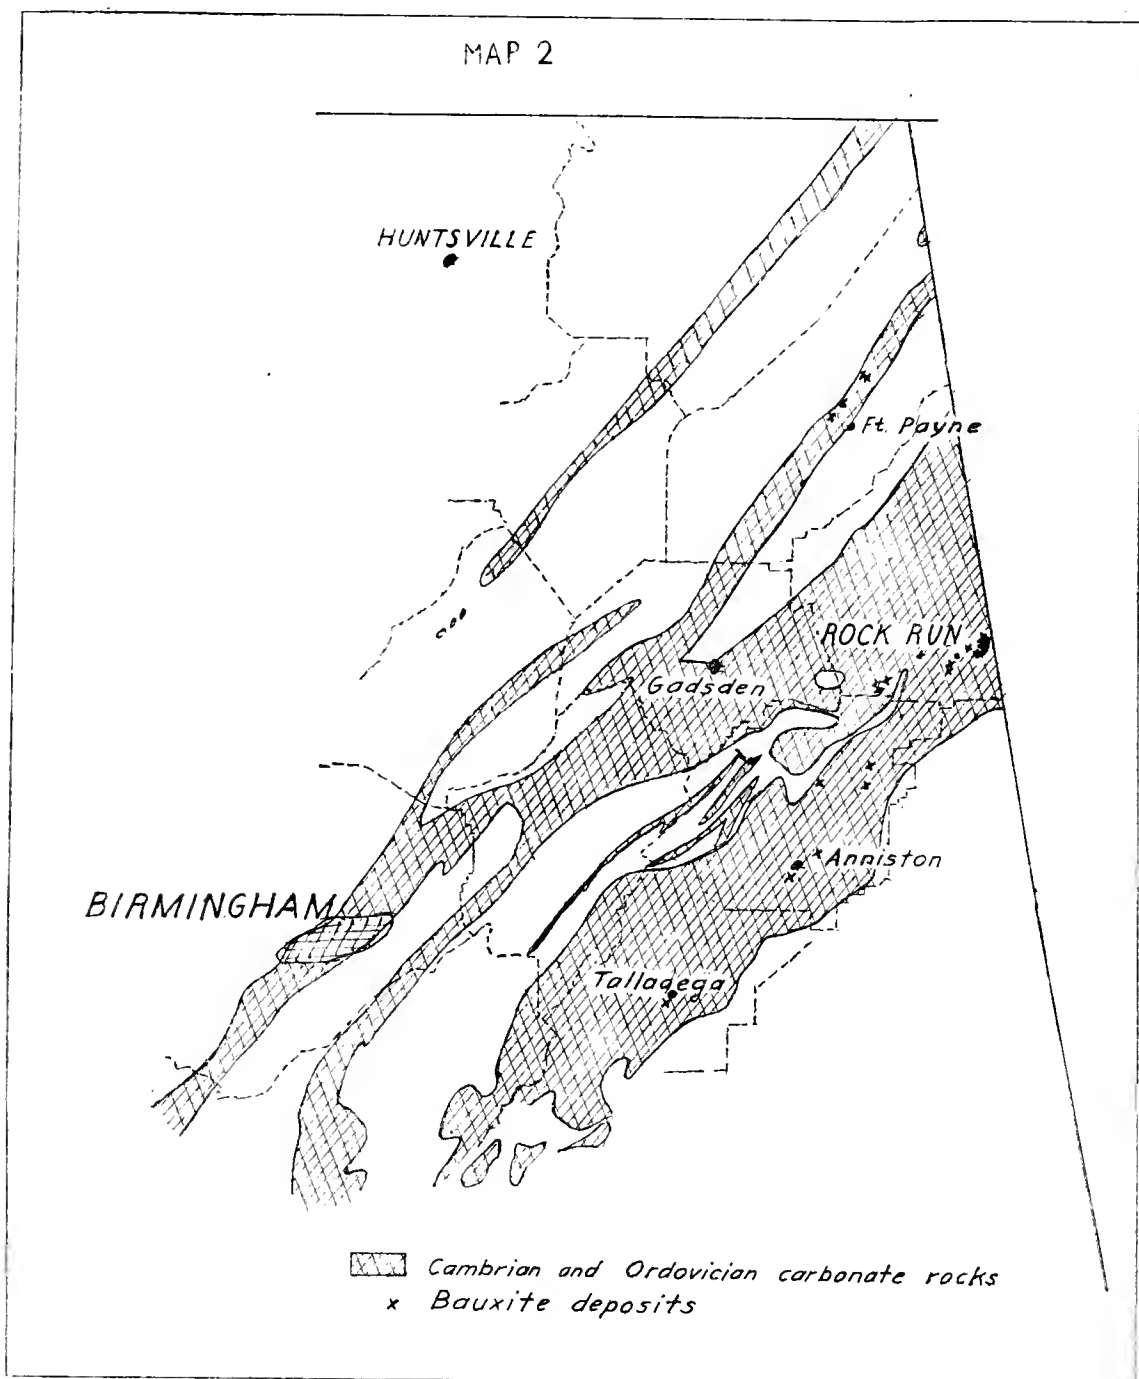 MAP 2
HUNTSVILLE
Ft. Payne
ROCK RUN
Gadsden
Anniston
BIRMINGHAM
Talladega
Cambrian and Ordovician carbonate rocks
x Bauxite deposits